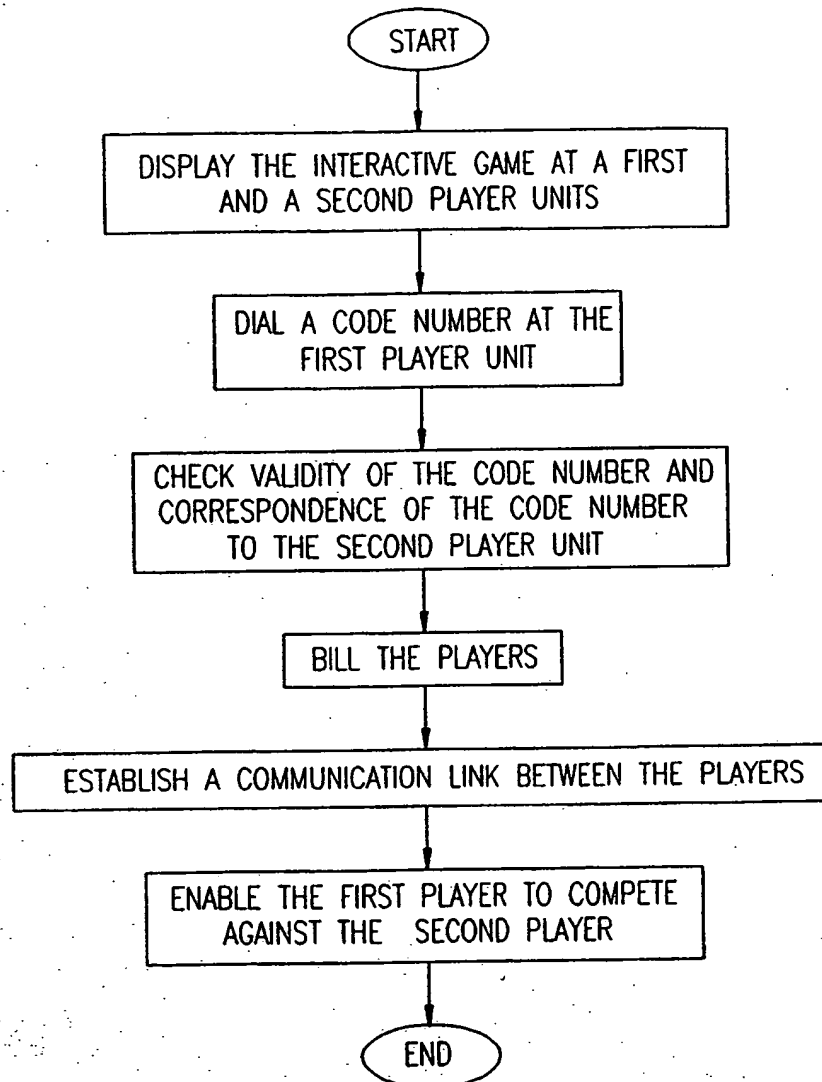 START
DISPLAY THE INTERACTIVE GAME AT A FIRST
AND A SECOND PLAYER UNITS
DIAL A CODE NUMBER AT THE
FIRST PLAYER UNIT
CHECK VALIDITY OF THE CODE NUMBER AND
CORRESPONDENCE OF THE CODE NUMBER
TO THE SECOND PLAYER UNIT
BILL THE PLAYERS
ESTABLISH A COMMUNICATION LINK BETWEEN THE PLAYERS
ENABLE THE FIRST PLAYER TO COMPETE
AGAINST THE SECOND PLAYER
END